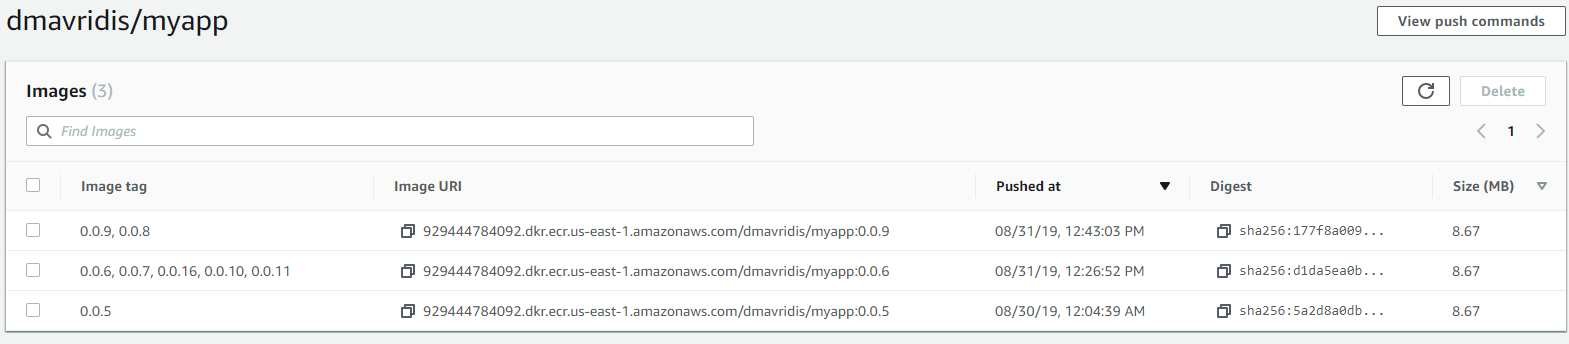 dmavridis/myapp
View push commands
Images (3)
Delete
Find Images
1
Image tag Image URI Pushed at Digest Size (MB)
0.0.9, 0.0.8 929444784092.dkr.ecr.us-east-1.amazonaws.com/dmavridis/myapp:0.0.9 08/31/19, 12:43:03 PM sha256:177f8a009... 8.67
0.0.6, 0.0.7, 0.0.16, 0.0.10, 0.0.11 929444784092.dkr.ecr.us-east-1.amazonaws.com/dmavridis/myapp:0.0.6 08/31/19, 12:26:52 PM sha256:d1da5ea0b... 8.67
0.0.5 929444784092.dkr.ecr.us-east-1.amazonaws.com/dmavridis/myapp:0.0.5 08/30/19, 12:04:39 AM sha256:5a2d8a0db... 8.67